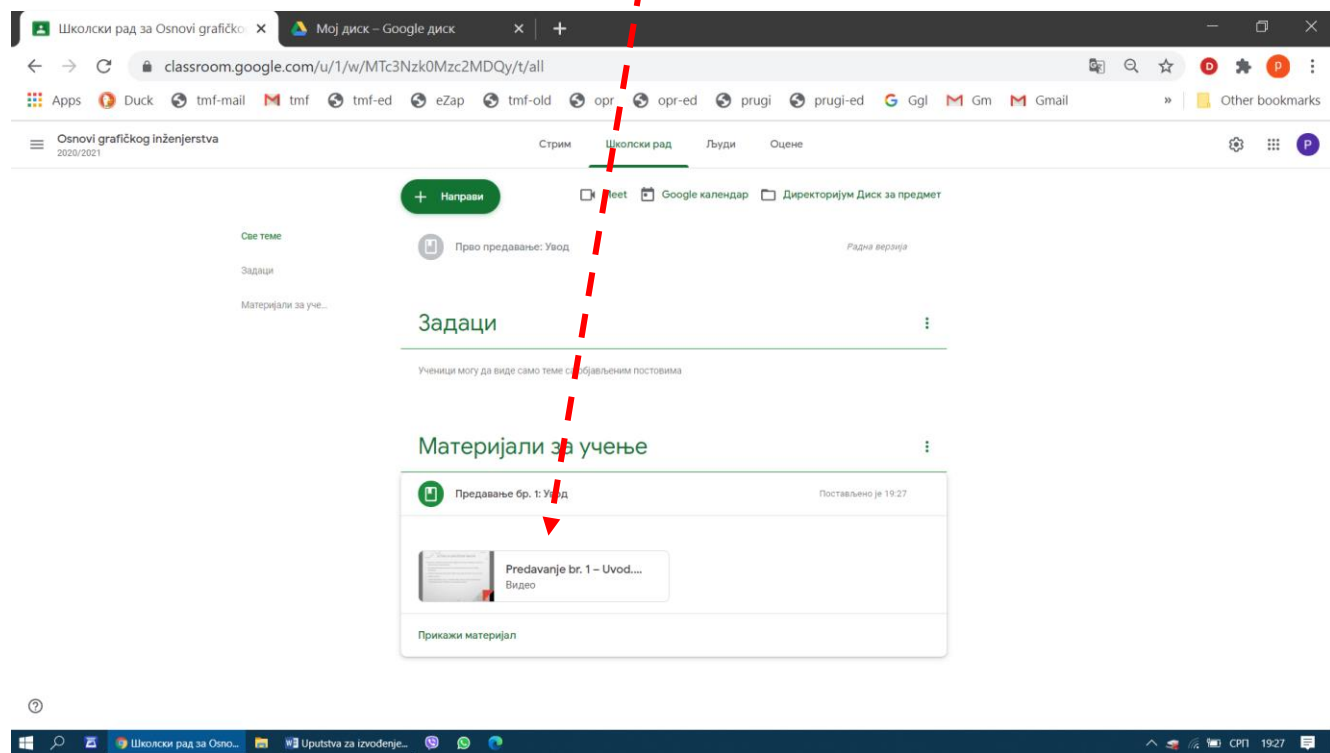 Школски рад за Osnovi grafičko
Мој диск – Google диск
classroom.google.com/u/1/w/MTc3Nzk0Mzc2MDQy/t/all
Apps Duck tmf-mail tmf tmf-ed eZap tmf-old opr opr-ed prugi prugi-ed Ggl Gm Gmail » Other bookmarks
Osnovi grafičkog inženjerstva
2020/2021
Стрим Школски рад Људи Оцене
Направи
Meet Google календар Директоријум Диск за предмет
Све теме
Задаци
Материјали за уче...
Прво предавање: Увод Радна верзија
Задаци
Ученици могу да виде само теме са објављеним постовима
Материјали за учење
Предавање бр. 1: Увод Постављено је 19:27
Predavanje br. 1 – Uvod....
Видео
Прикажи материјал
Школски рад за Osno... Uputstva za izvođenje... СРП 19:27